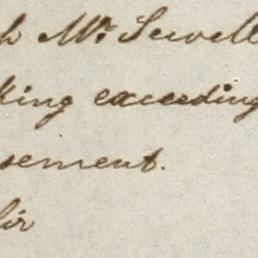 h Mr. Sewell
king exceeding
sement.
Sir